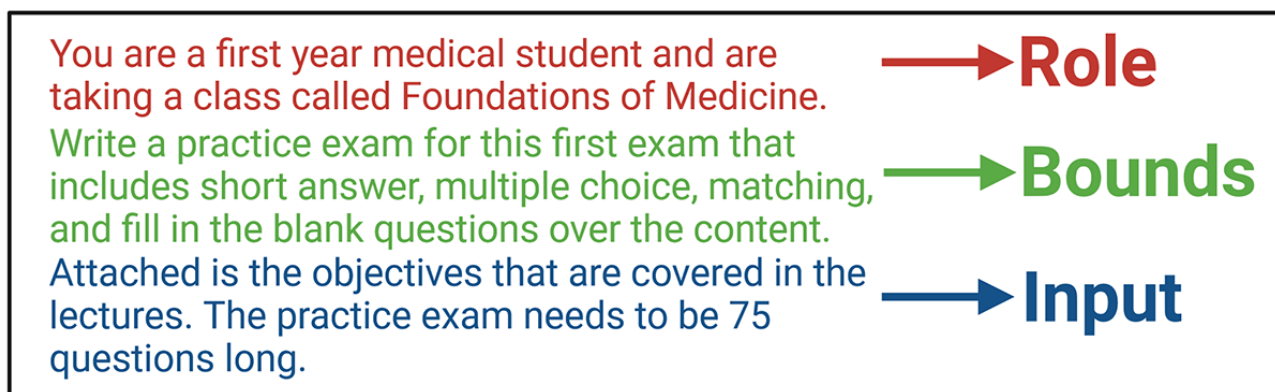 You are a first year medical student and are
taking a class called Foundations of Medicine.
Role
Write a practice exam for this first exam that
includes short answer, multiple choice, matching,
and fill in the blank questions over the content.
Bounds
Attached is the objectives that are covered in the
lectures. The practice exam needs to be 75
questions long.
Input